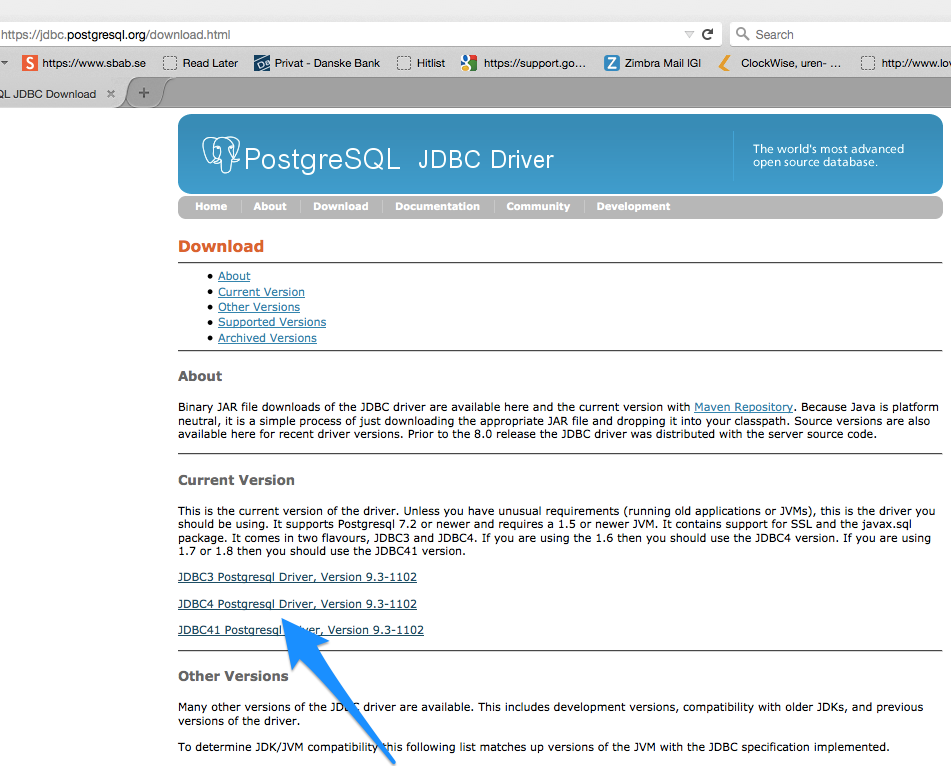 https://jdbc.postgresql.org/download.html
Search
S https://www.sbab.se Read Later Privat - Danske Bank Hitlist https://support.go... Z Zimbra Mail IGI ClockWise, uren- ... http://www.lov
QL JDBC Download
PostgreSQL JDBC Driver
The world's most advanced
open source database.
Home About Download Documentation Community Development
Download
About
Current Version
Other Versions
Supported Versions
Archived Versions
About
Binary JAR file downloads of the JDBC driver are available here and the current version with Maven Repository. Because Java is platform
neutral, it is a simple process of just downloading the appropriate JAR file and dropping it into your classpath. Source versions are also
available here for recent driver versions. Prior to the 8.0 release the JDBC driver was distributed with the server source code.
Current Version
This is the current version of the driver. Unless you have unusual requirements (running old applications or JVMs), this is the driver you
should be using. It supports Postgresql 7.2 or newer and requires a 1.5 or newer JVM. It contains support for SSL and the javax.sql
package. It comes in two flavours, JDBC3 and JDBC4. If you are using the 1.6 then you should use the JDBC4 version. If you are using
1.7 or 1.8 then you should use the JDBC41 version.
JDBC3 Postgresql Driver, Version 9.3-1102
JDBC4 Postgresql Driver, Version 9.3-1102
JDBC41 Postgresql Driver, Version 9.3-1102
Other Versions
Many other versions of the JDBC driver are available. This includes development versions, compatibility with older JDKs, and previous
versions of the driver.
To determine JDK/JVM compatibility this following list matches up versions of the JVM with the JDBC specification implemented.